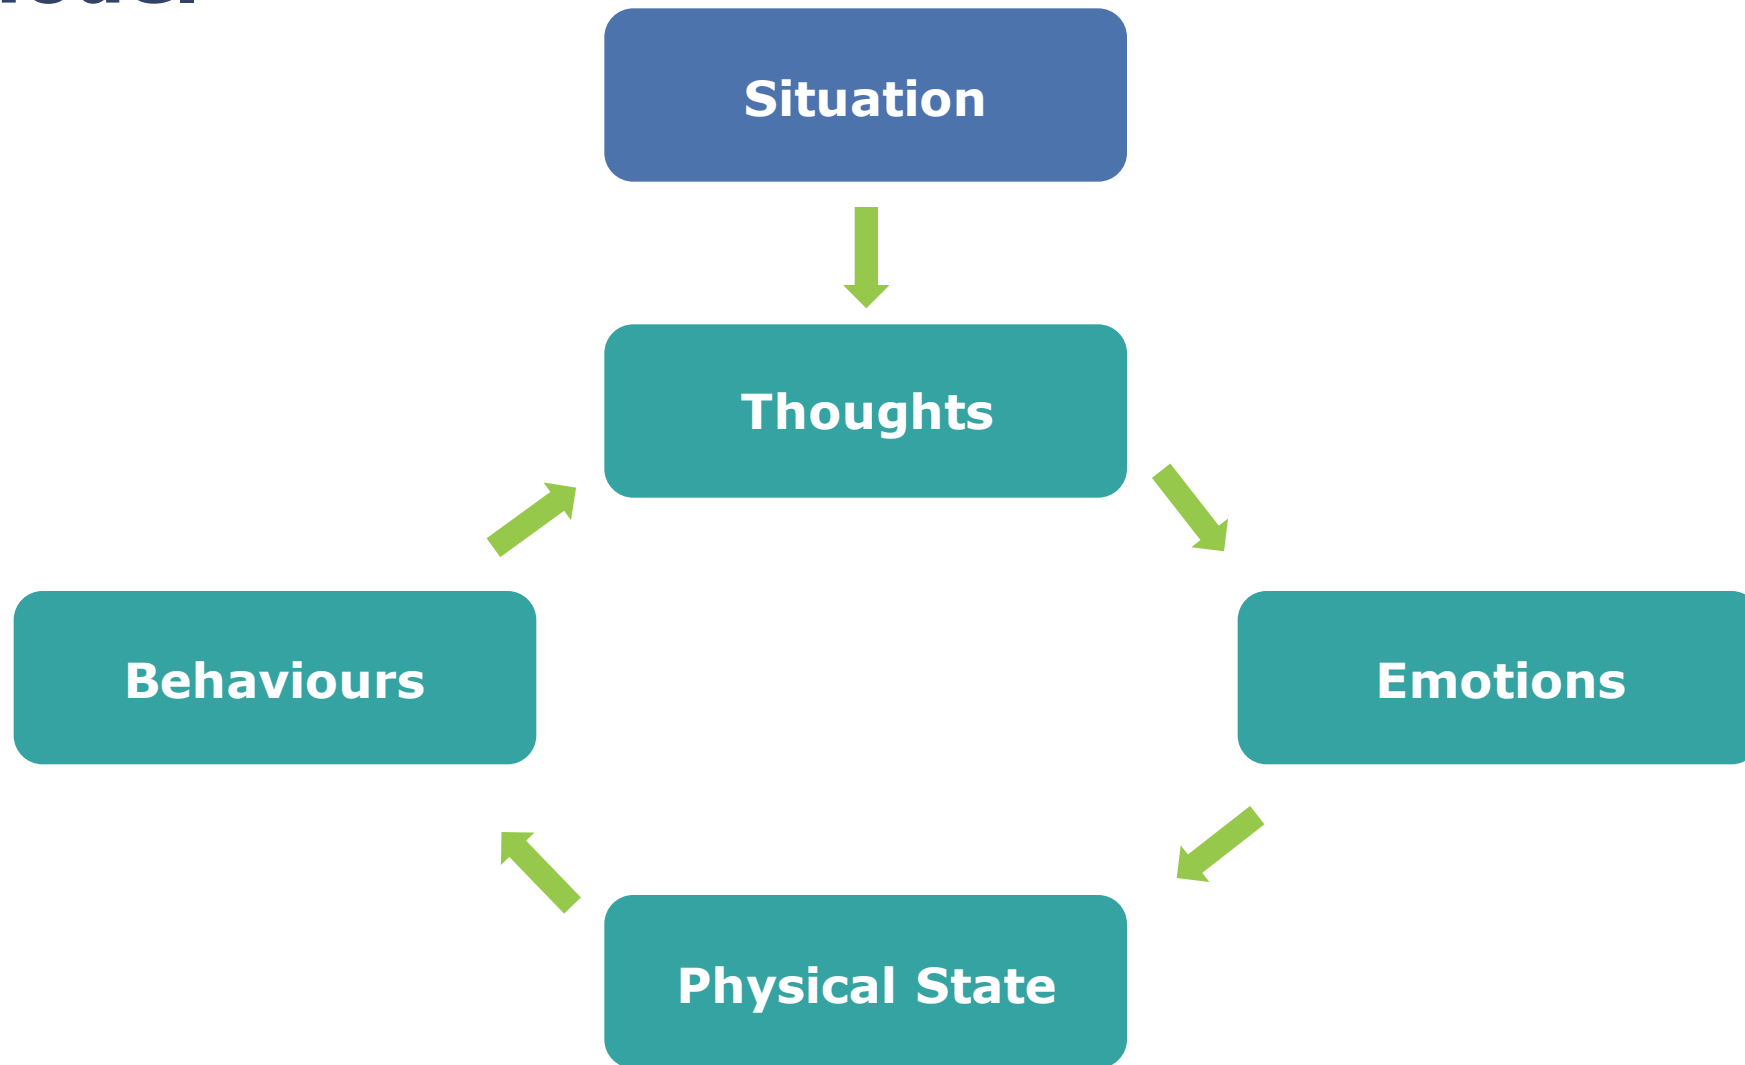 Situation
Thoughts
Behaviours
Emotions
Physical State